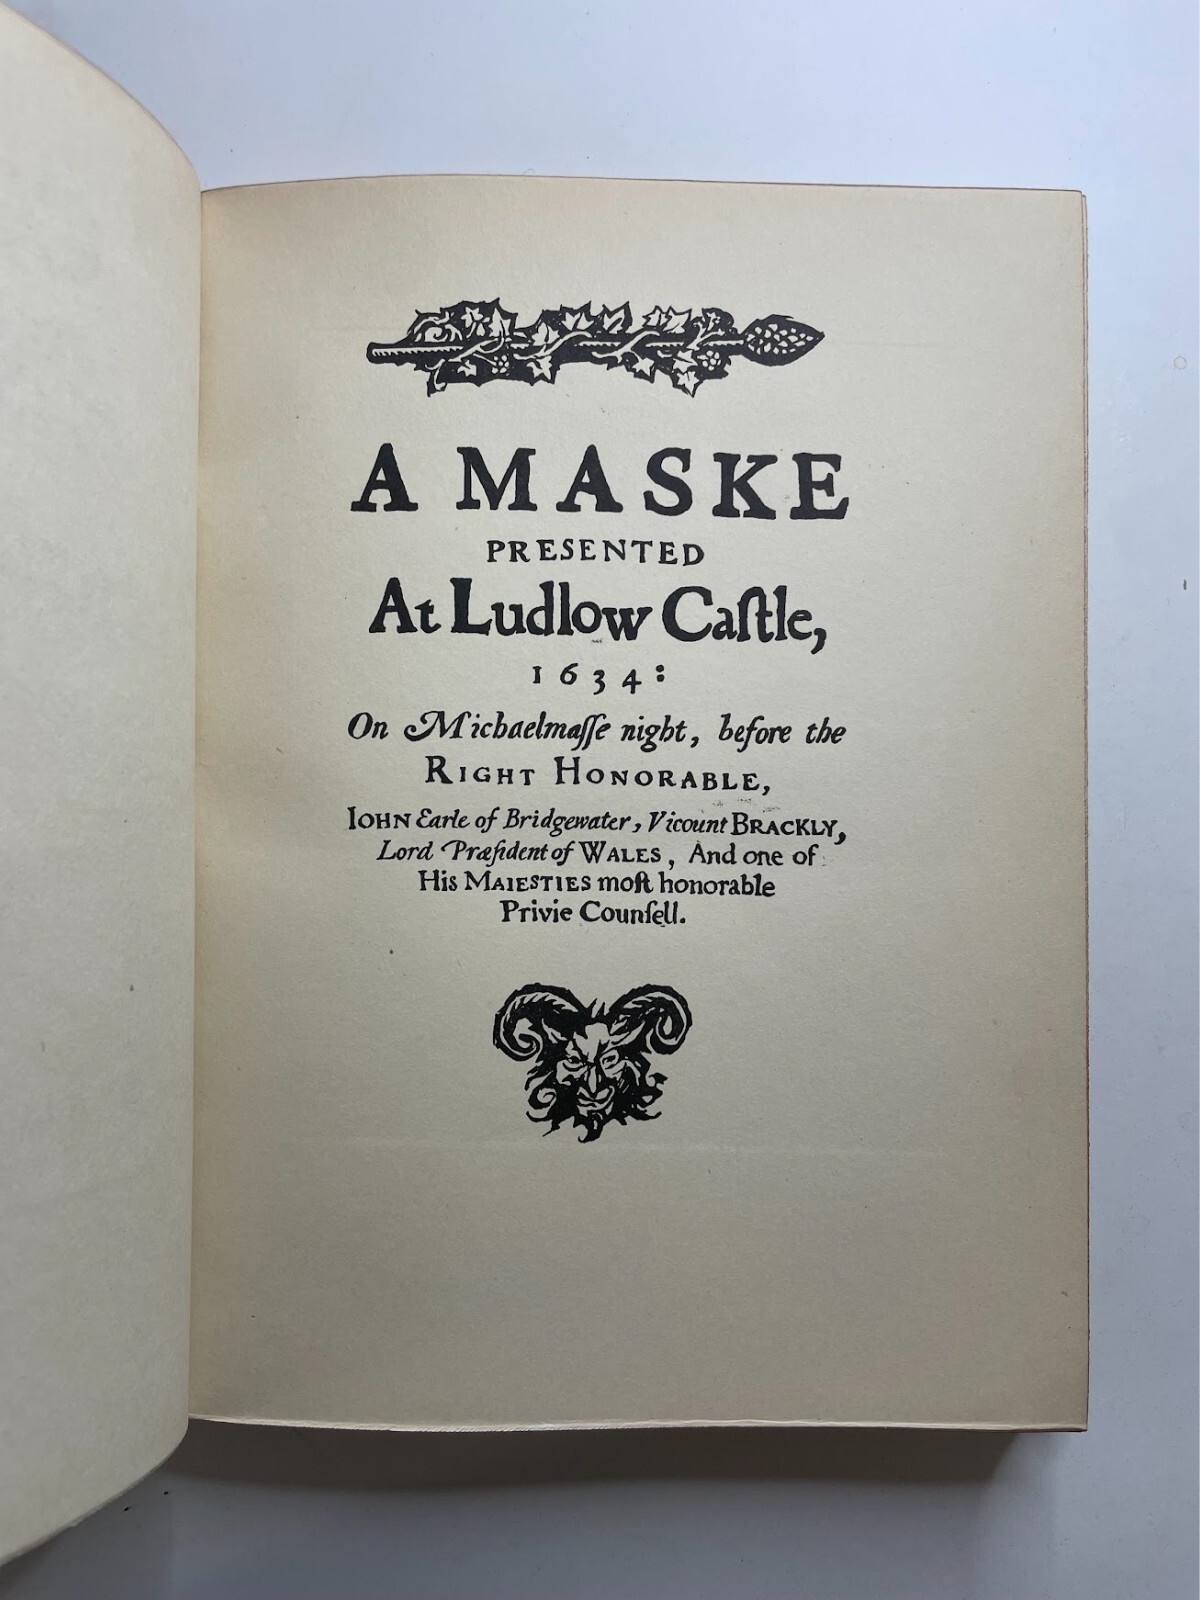 A MASKE
PRESENTED
At Ludlow Caſtle,
1634:
On Michaelmaſſe night, before the
RIGHT HONORABLE,
IOHN Earle of Bridgewater, Vicount BRACKLY,
Lord Præſident of WALES, And one of
His MAIESTIES moſt honorable
Privie Counſell.